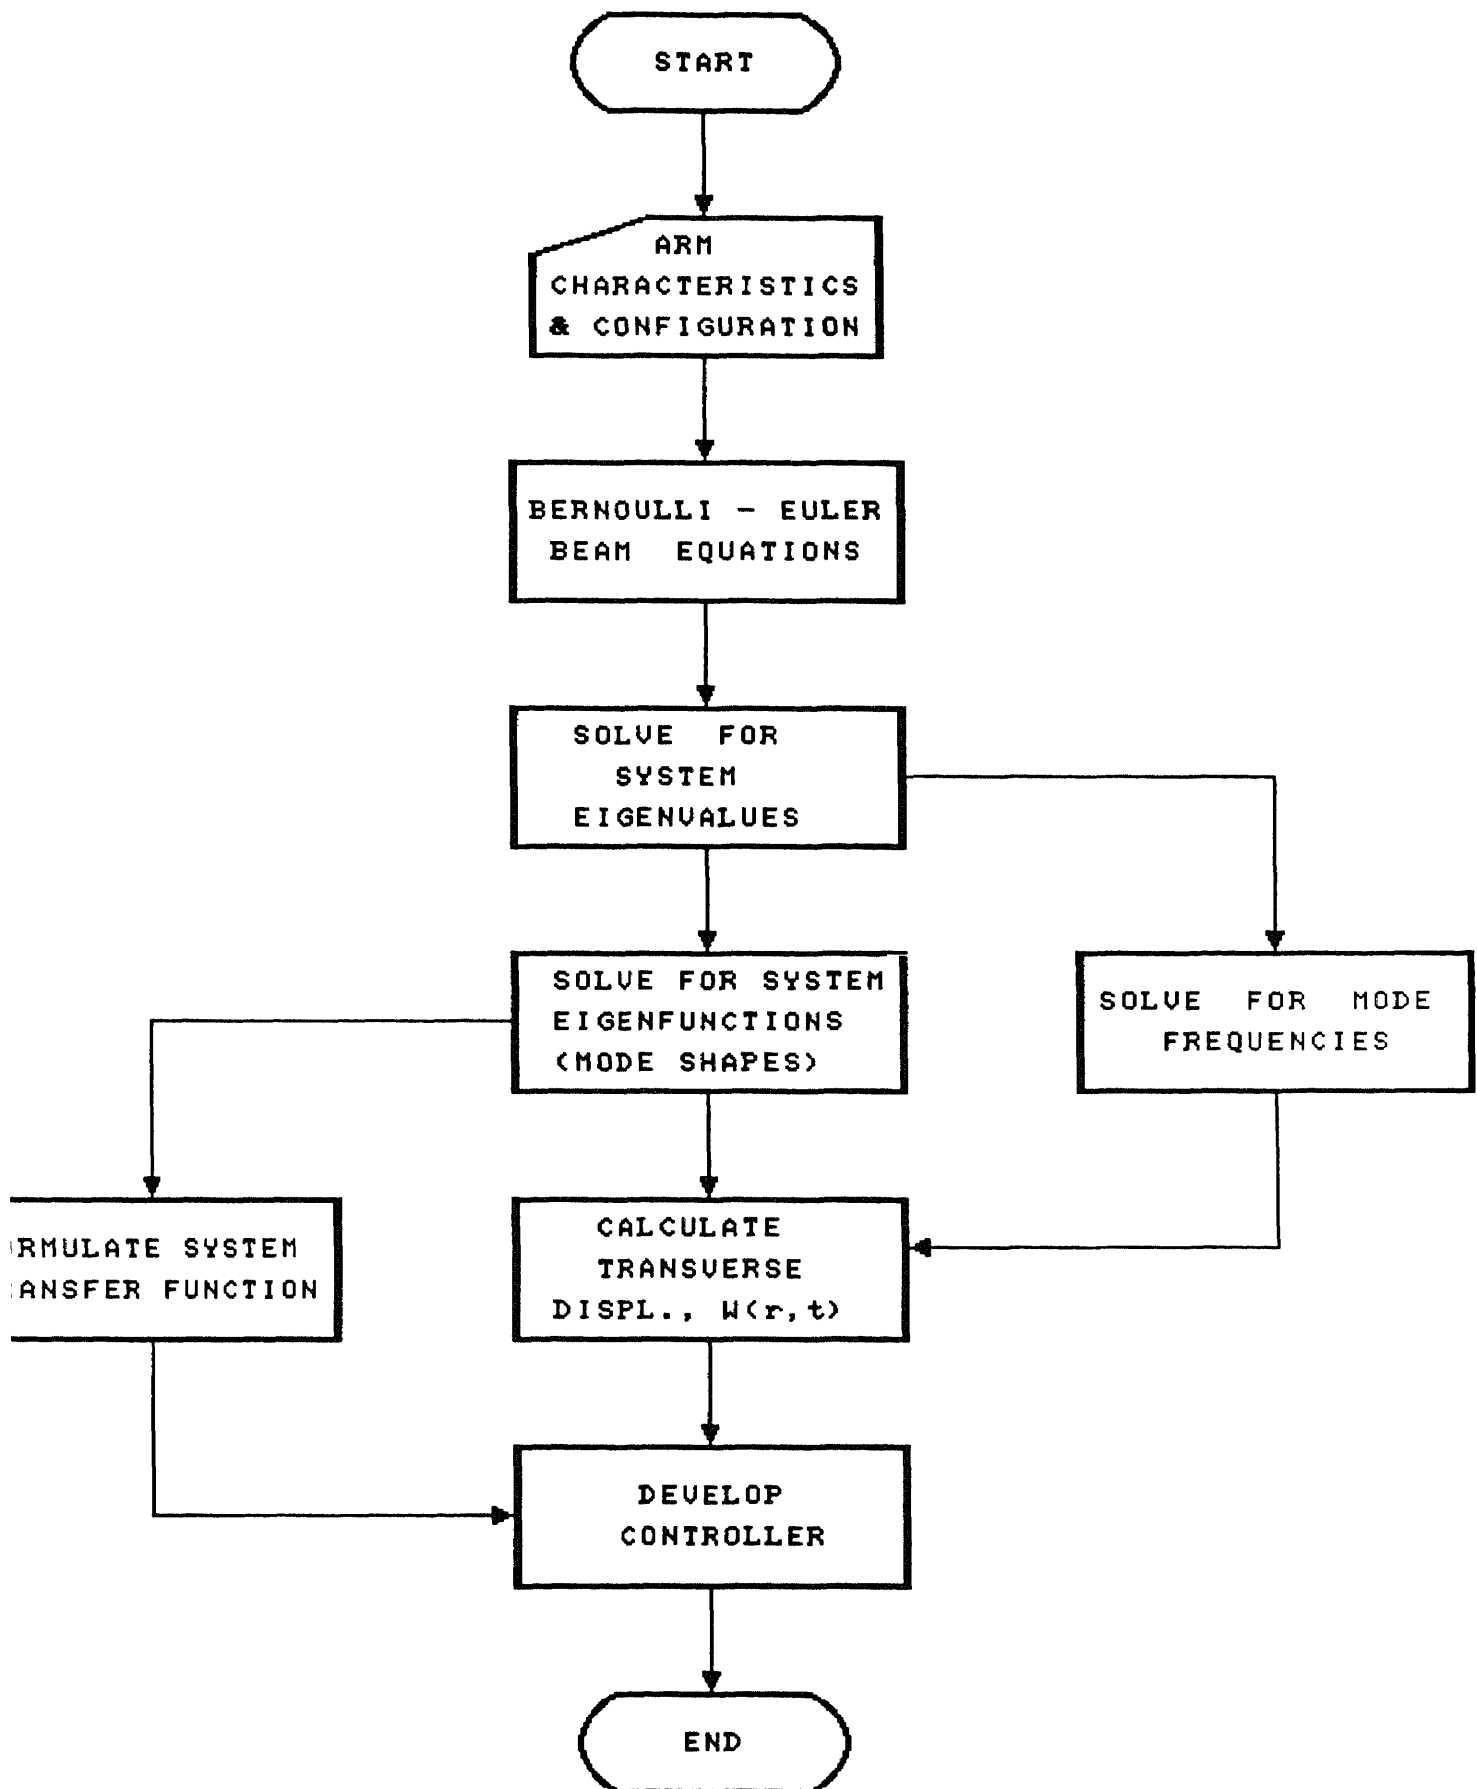 START
ARM
CHARACTERISTICS
& CONFIGURATION
BERNOULLI - EULER
BEAM EQUATIONS
SOLVE FOR
SYSTEM
EIGENVALUES
SOLVE FOR SYSTEM
EIGENFUNCTIONS
(MODE SHAPES)
SOLVE FOR MODE
FREQUENCIES
RMULATE SYSTEM
ANSFER FUNCTION
CALCULATE
TRANSVERSE
DISPL., W(r,t)
DEVELOP
CONTROLLER
END